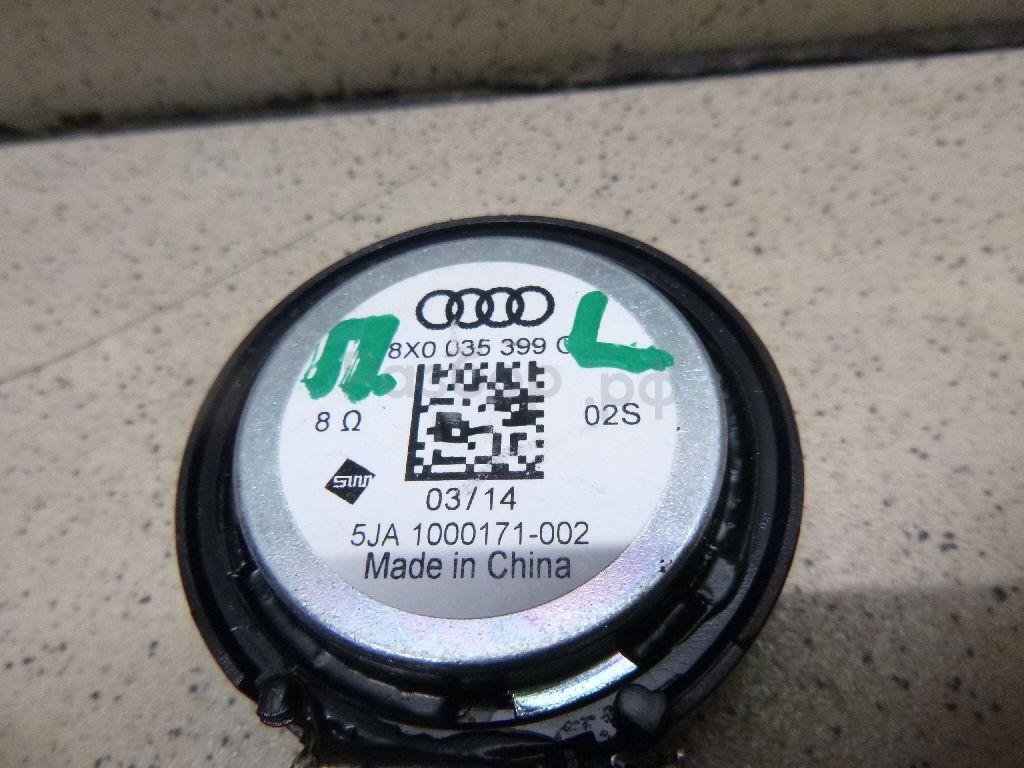 П. L
8X0 035 399 C
8 Ω
02S
03/14
5JA 1000171-002
Made in China